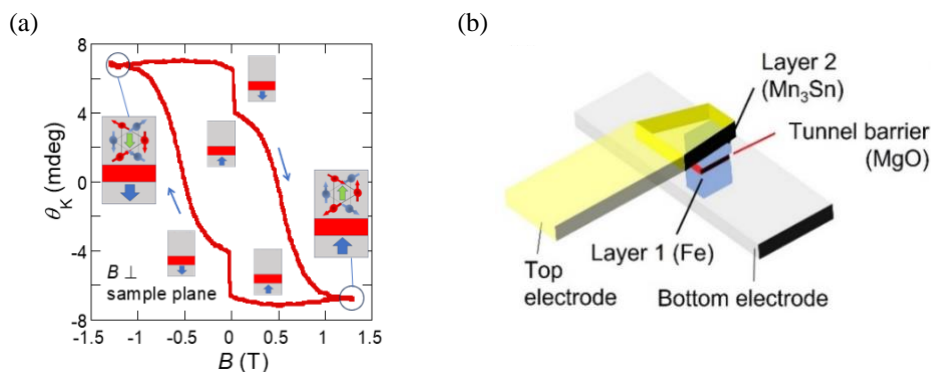 (a)
8
4
0
-4
-8
θK (mdeg)
B ⊥
sample plane
-1.5
-1
-0.5
0
0.5
1
1.5
B (T)
(b)
Layer 2
(Mn₃Sn)
Tunnel barrier
(MgO)
Layer 1 (Fe)
Top
electrode
Bottom electrode